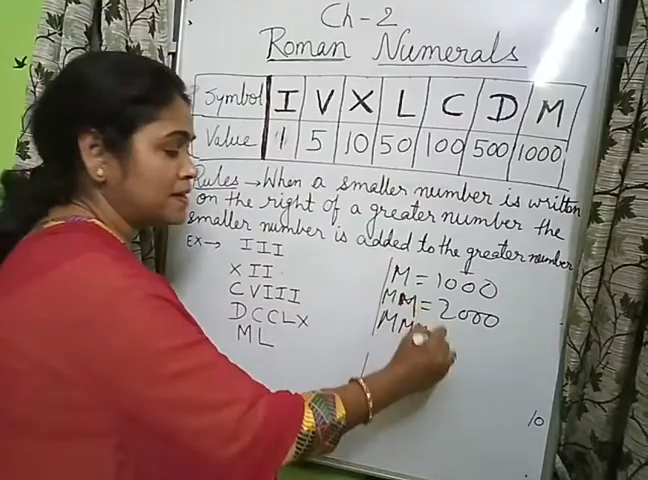 Ch-2
Roman Numerals
Symbol I V X L C D M
Value 1 5 10 50 100 500 1000
Rules → When a smaller number is written
on the right of a greater number the
smaller number is added to the greater number
EX→ III
XII
CVIII
DCCLX
ML
M = 1000
MM = 2000
MM
10